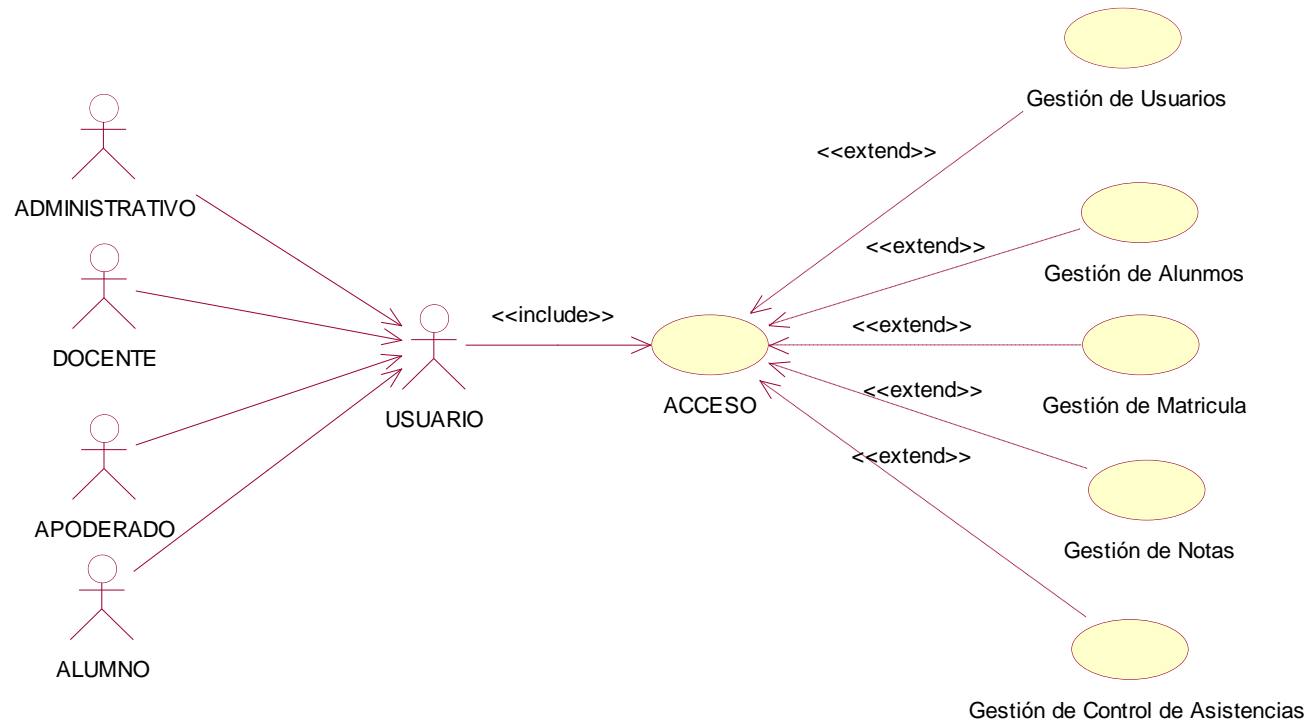 Gestión de Usuarios
<<extend>>
ADMINISTRATIVO
<<extend>>
Gestión de Alunmos
<<include>>
<<extend>>
DOCENTE
USUARIO
ACCESO
<<extend>>
Gestión de Matricula
<<extend>>
APODERADO
Gestión de Notas
ALUMNO
Gestión de Control de Asistencias